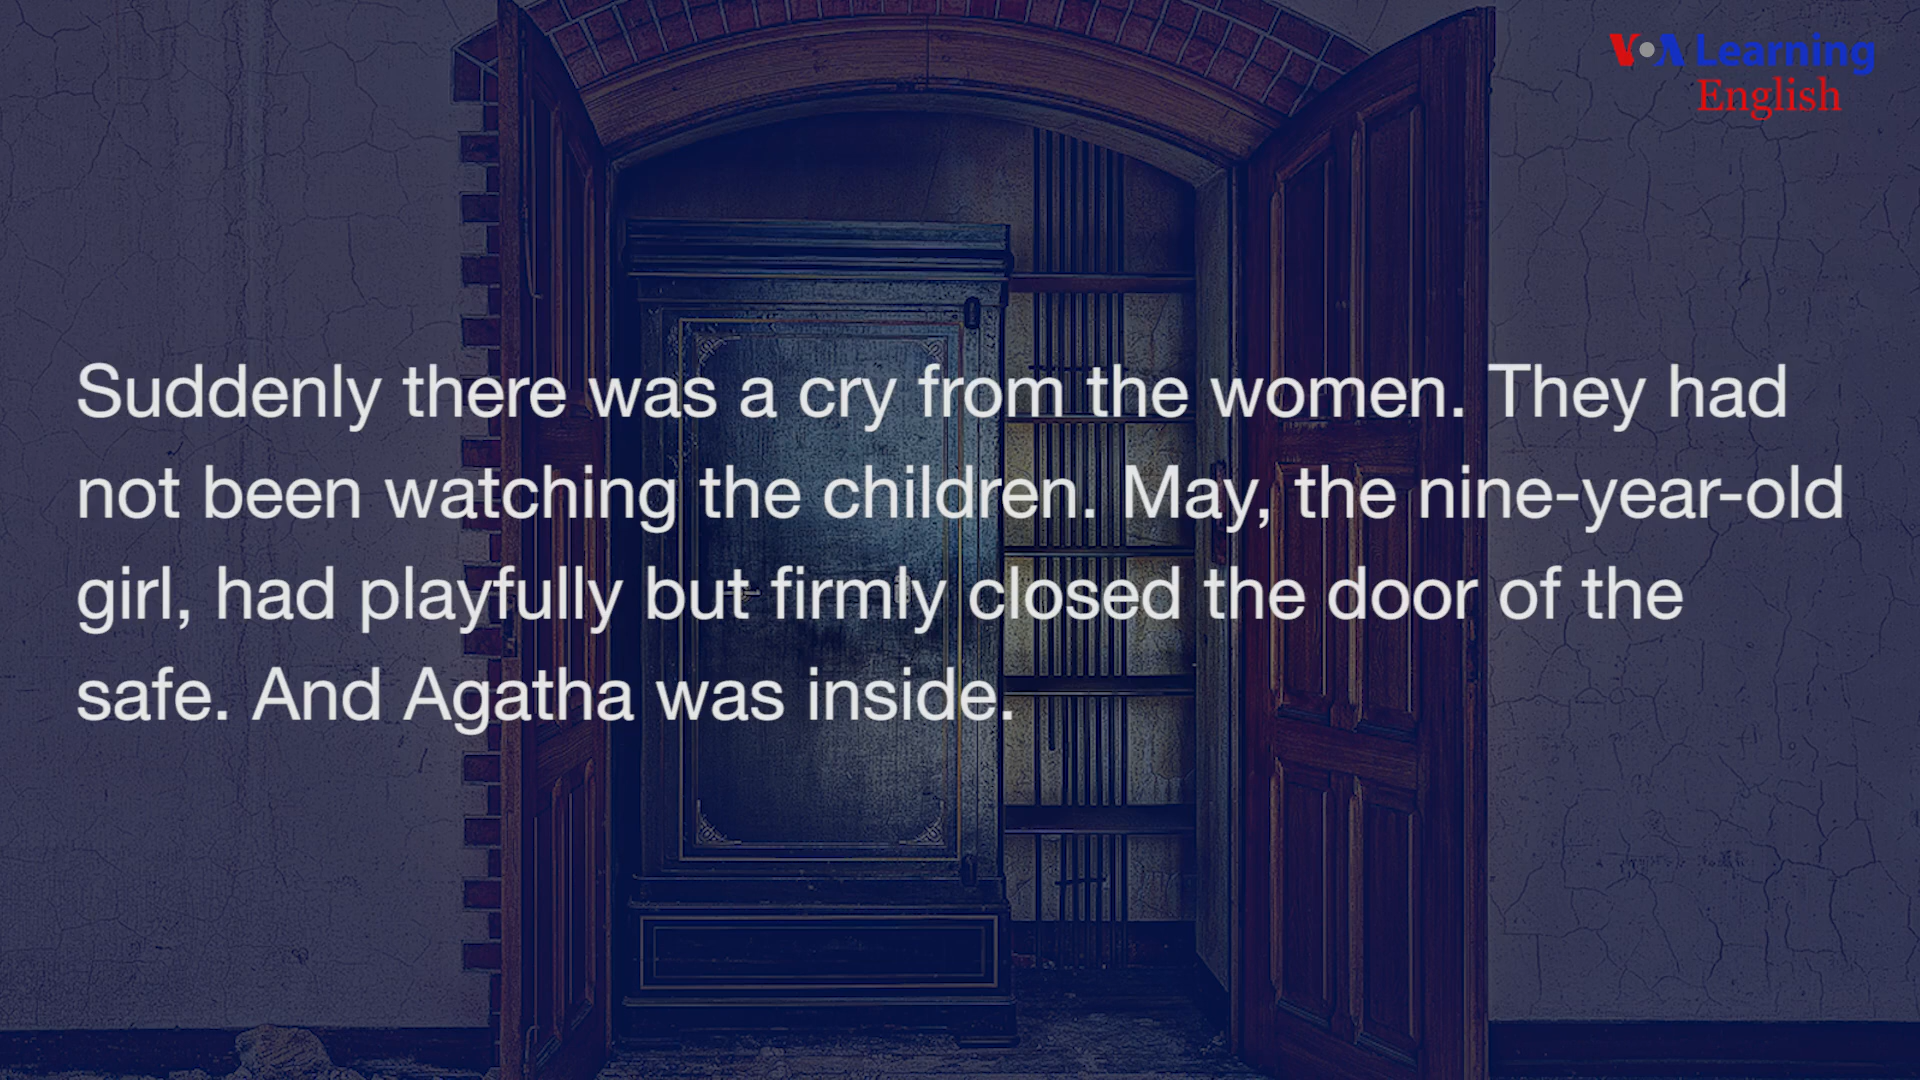 VOA Learning
English
Suddenly there was a cry from the women. They had
not been watching the children. May, the nine-year-old
girl, had playfully but firmly closed the door of the
safe. And Agatha was inside.